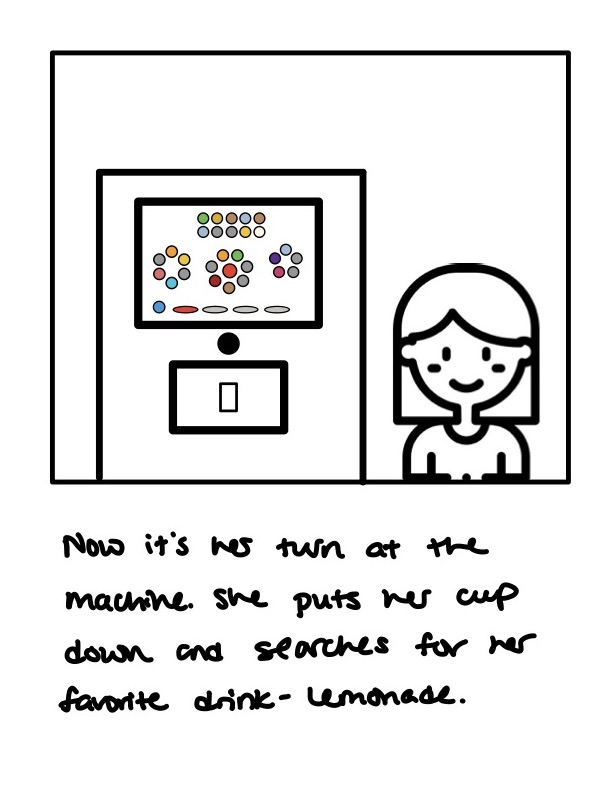 Now it's her turn at the
machine. She puts her cup
down and searches for her
favorite drink- Lemonade.